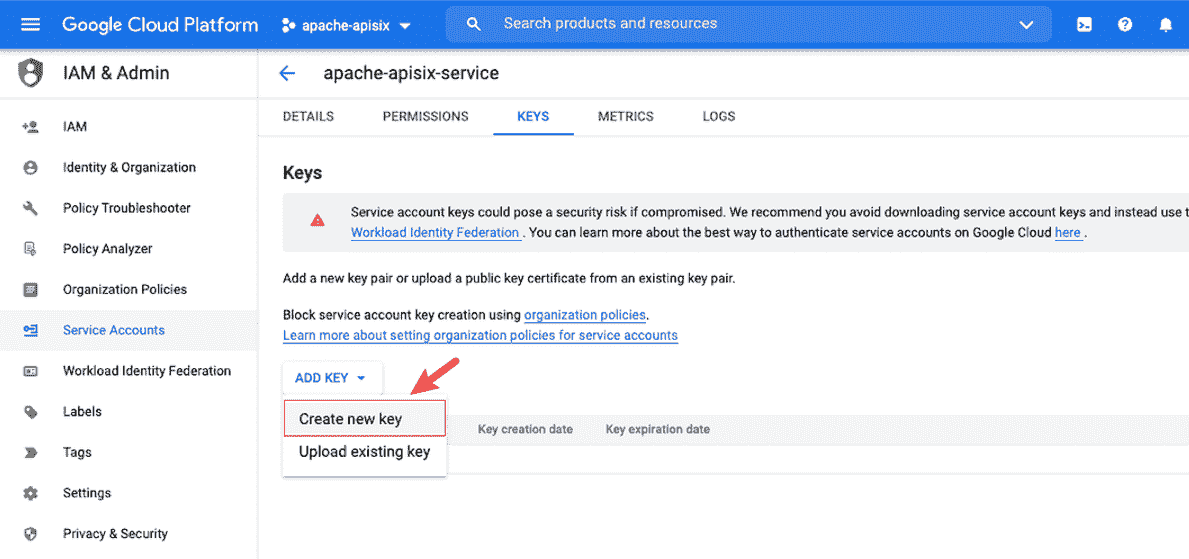 Google Cloud Platform
apache-apisix
Search products and resources
IAM & Admin
apache-apisix-service
DETAILS
PERMISSIONS
KEYS
METRICS
LOGS
IAM
Identity & Organization
Policy Troubleshooter
Policy Analyzer
Organization Policies
Service Accounts
Workload Identity Federation
Labels
Tags
Settings
Privacy & Security
Keys
Service account keys could pose a security risk if compromised. We recommend you avoid downloading service account keys and instead use t
Workload Identity Federation . You can learn more about the best way to authenticate service accounts on Google Cloud here .
Add a new key pair or upload a public key certificate from an existing key pair.
Block service account key creation using organization policies.
Learn more about setting organization policies for service accounts
ADD KEY
Create new key
Upload existing key
Key creation date
Key expiration date